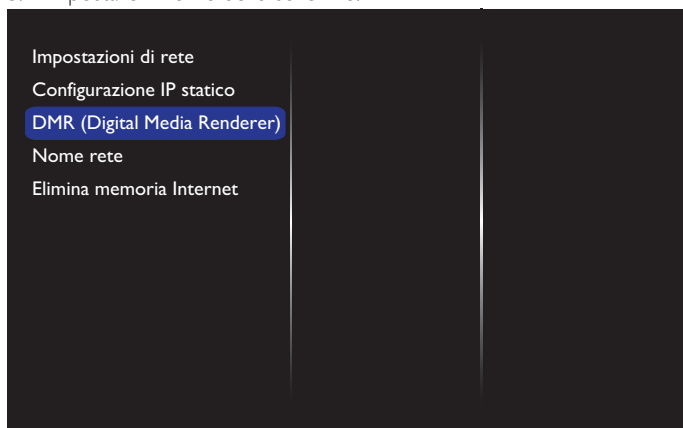 Impostazioni di rete
Configurazione IP statico
DMR (Digital Media Renderer)
Nome rete
Elimina memoria Internet